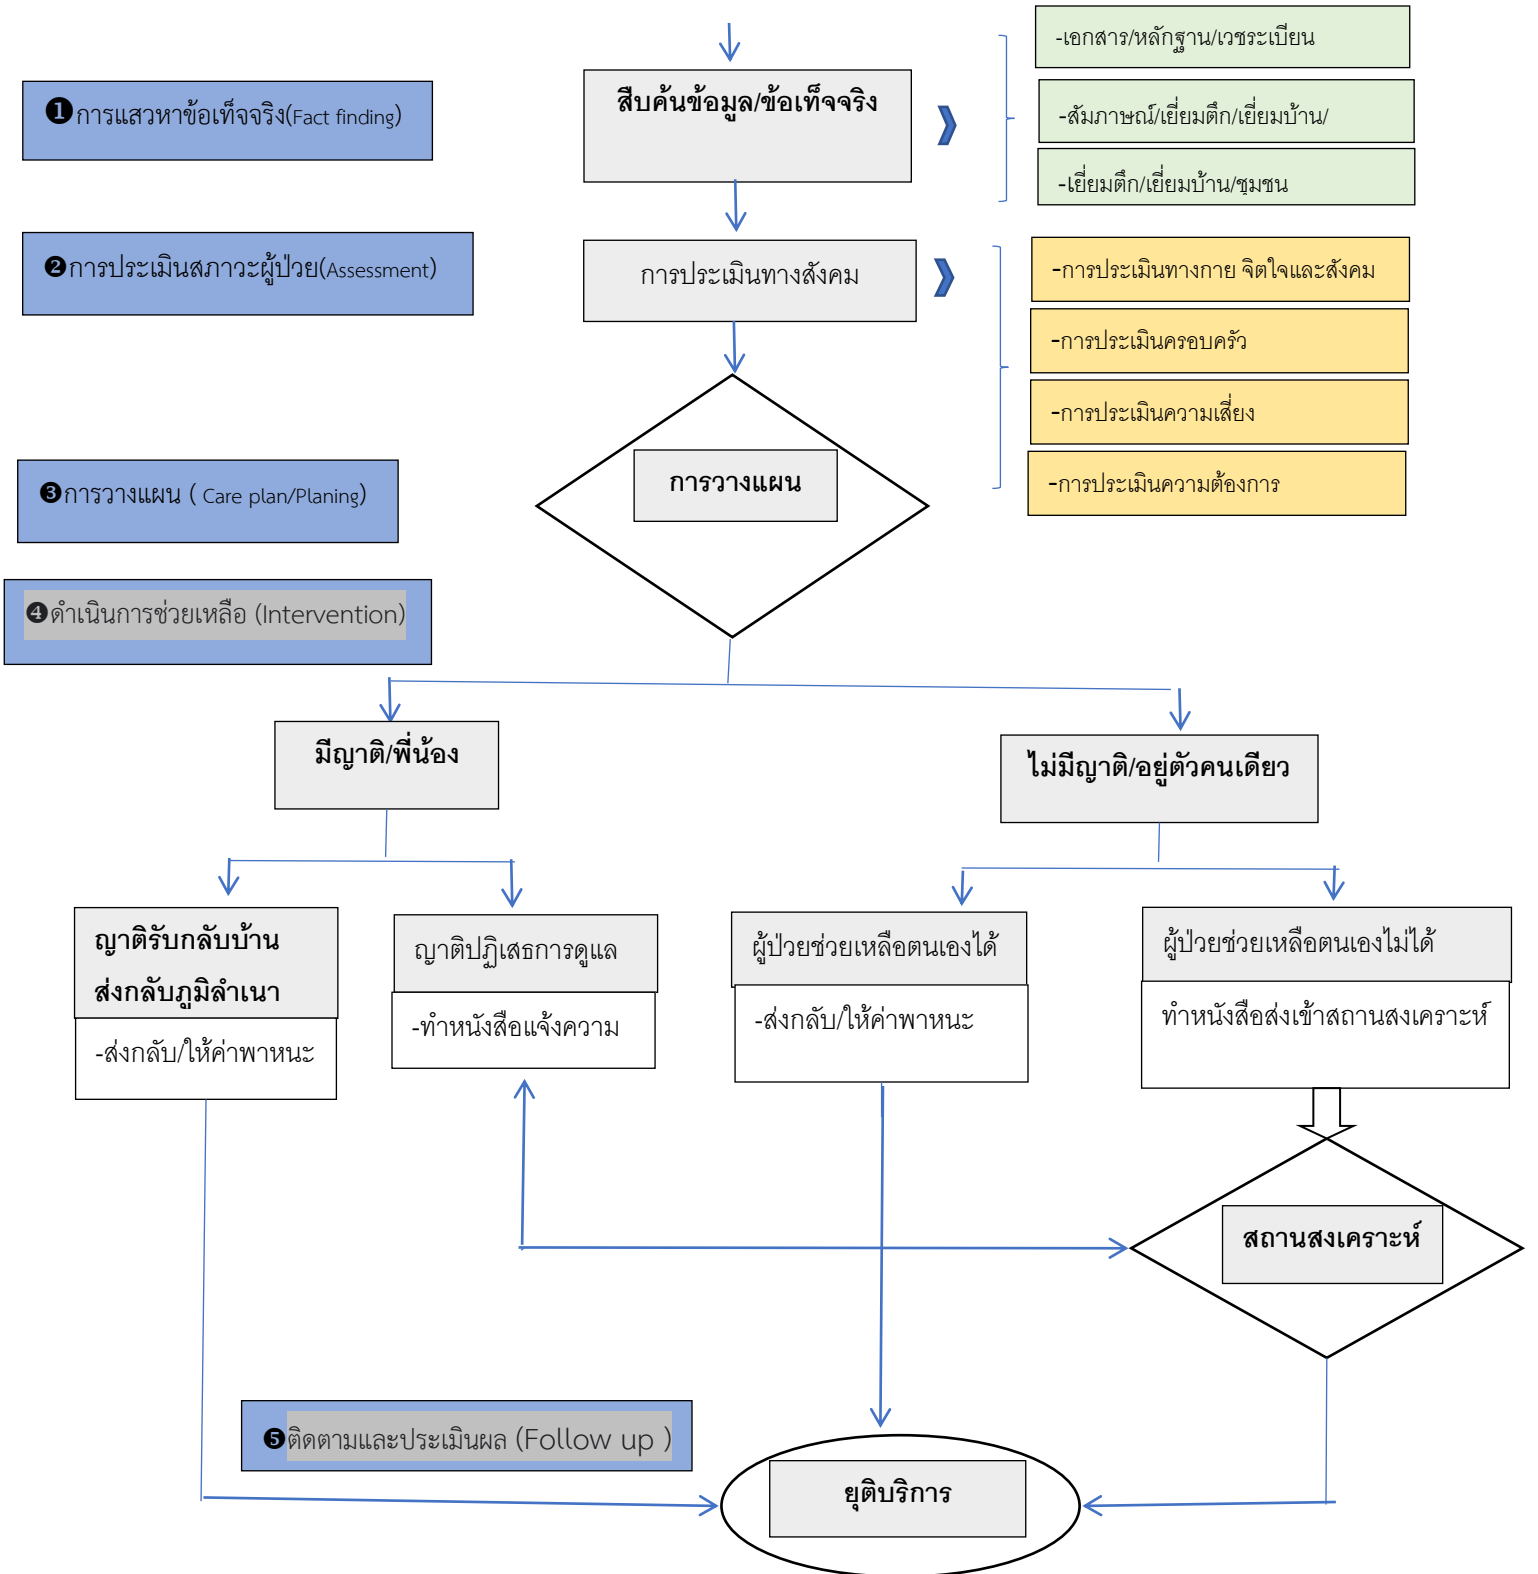 -เอกสาร/หลักฐาน/เวชระเบียน
❶การแสวหาข้อเท็จจริง(Fact finding)
สืบค้นข้อมูล/ข้อเท็จจริง
-สัมภาษณ์/เยี่ยมตึก/เยี่ยมบ้าน/
-เยี่ยมตึก/เยี่ยมบ้าน/ชุมชน
❷การประเมินสภาวะผู้ป่วย(Assessment)
การประเมินทางสังคม
-การประเมินทางกาย จิตใจและสังคม
-การประเมินครอบครัว
-การประเมินความเสี่ยง
-การประเมินความต้องการ
❸การวางแผน ( Care plan/Planing)
การวางแผน
❹ดำเนินการช่วยเหลือ (Intervention)
มีญาติ/พี่น้อง
ไม่มีญาติ/อยู่ตัวคนเดียว
ญาติรับกลับบ้าน
ส่งกลับภูมิลำเนา
-ส่งกลับ/ให้ค่าพาหนะ
ญาติปฏิเสธการดูแล
-ทำหนังสือแจ้งความ
ผู้ป่วยช่วยเหลือตนเองได้
-ส่งกลับ/ให้ค่าพาหนะ
ผู้ป่วยช่วยเหลือตนเองไม่ได้
ทำหนังสือส่งเข้าสถานสงเคราะห์
สถานสงเคราะห์
❺ติดตามและประเมินผล (Follow up )
ยุติบริการ